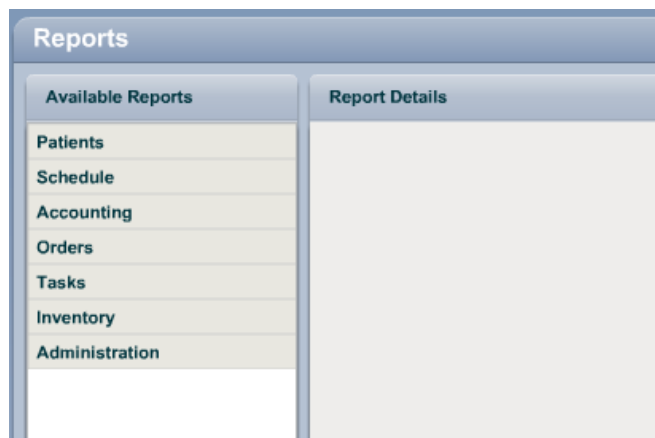 Reports
Available Reports
Report Details
Patients
Schedule
Accounting
Orders
Tasks
Inventory
Administration